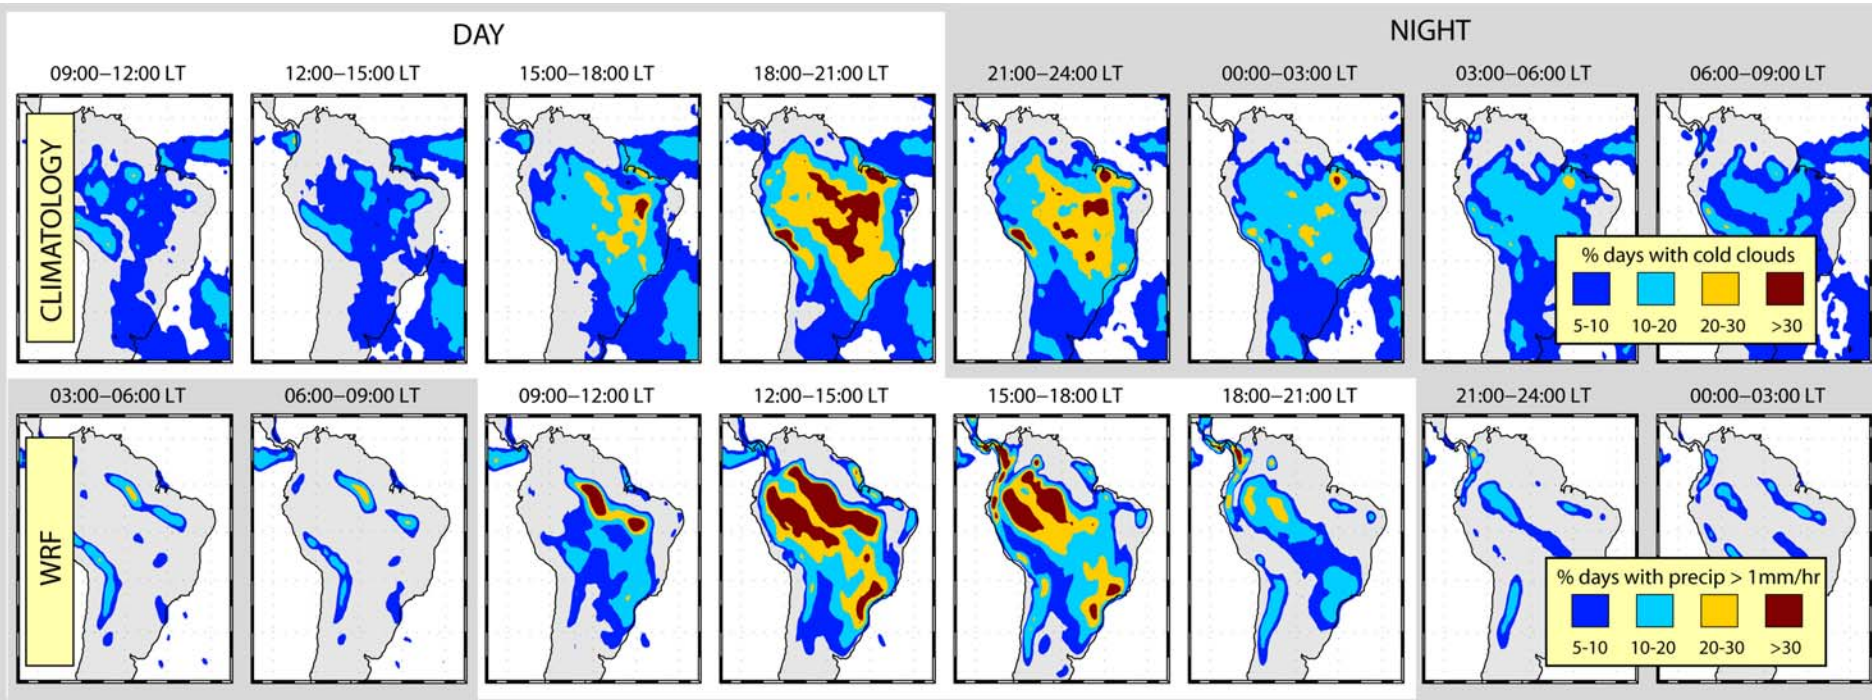 DAY
NIGHT
09:00–12:00 LT
12:00–15:00 LT
15:00–18:00 LT
18:00–21:00 LT
21:00–24:00 LT
00:00–03:00 LT
03:00–06:00 LT
06:00–09:00 LT
CLIMATOLOGY
% days with cold clouds
5-10 10-20 20-30 >30
03:00–06:00 LT
06:00–09:00 LT
09:00–12:00 LT
12:00–15:00 LT
15:00–18:00 LT
18:00–21:00 LT
21:00–24:00 LT
00:00–03:00 LT
WRF
% days with precip > 1mm/hr
5-10 10-20 20-30 >30